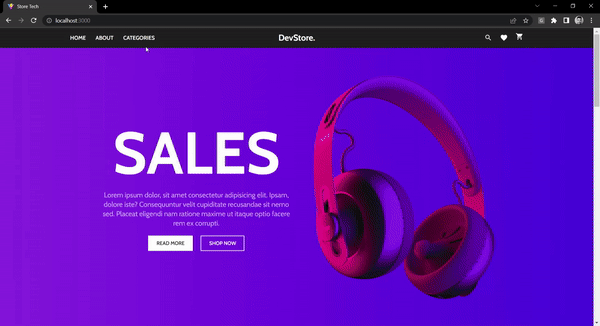 Store Tech
localhost:3000
HOME ABOUT CATEGORIES DevStore.
SALES
Lorem ipsum dolor, sit amet consectetur adipisicing elit. Ipsam,
dolore iste? Consequuntur velit cupiditate recusandae sit nemo
sed. Placeat eligendi nam ratione maxime ut itaque optio facere
rem ex corrupti.
READ MORE SHOP NOW